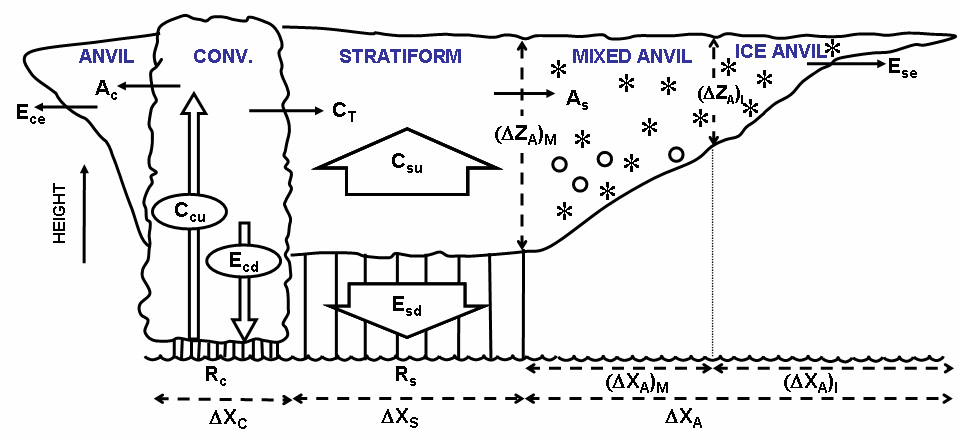 ANVIL CONV. STRATIFORM MIXED ANVIL ICE ANVIL
A_c
E_ce
C_T
A_s
E_se
(ΔZ_A)_M
(ΔZ_A)_I
C_su
HEIGHT
C_cu
E_cd
E_sd
R_c R_s
(ΔX_A)_M (ΔX_A)_I
ΔX_C ΔX_S ΔX_A